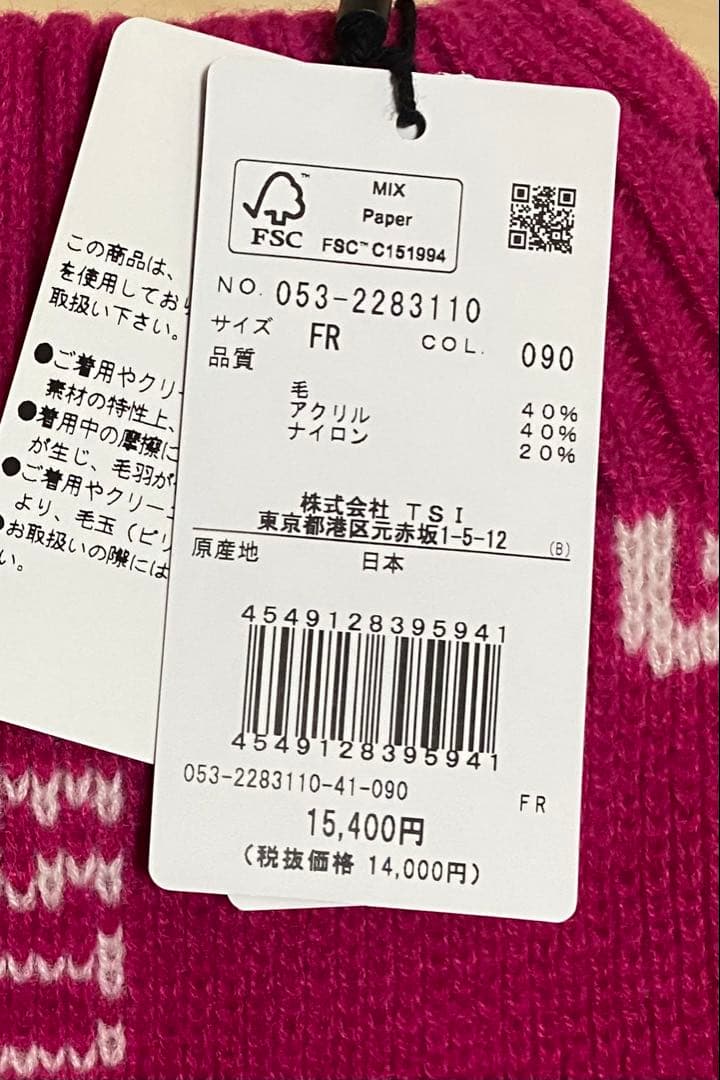 MIX
Paper
FSC™ C151994
FSC™
NO. 053-2283110
サイズ FR COL. 090
品質
毛 40%
アクリル 40%
ナイロン 20%
株式会社 TSI
東京都港区元赤坂1-5-12 (B)
原産地 日本
4549128395941
4549128395941
053-2283110-41-090 FR
15,400円
(税抜価格 14,000円)
この商品は、
を使用しており
取扱い下さい。
●ご着用やクリー
素材の特性上、
●着用中の摩擦に
が生じ、毛羽が
●ご着用やクリー
より、毛玉(ピリ
●お取扱いの際には
い。